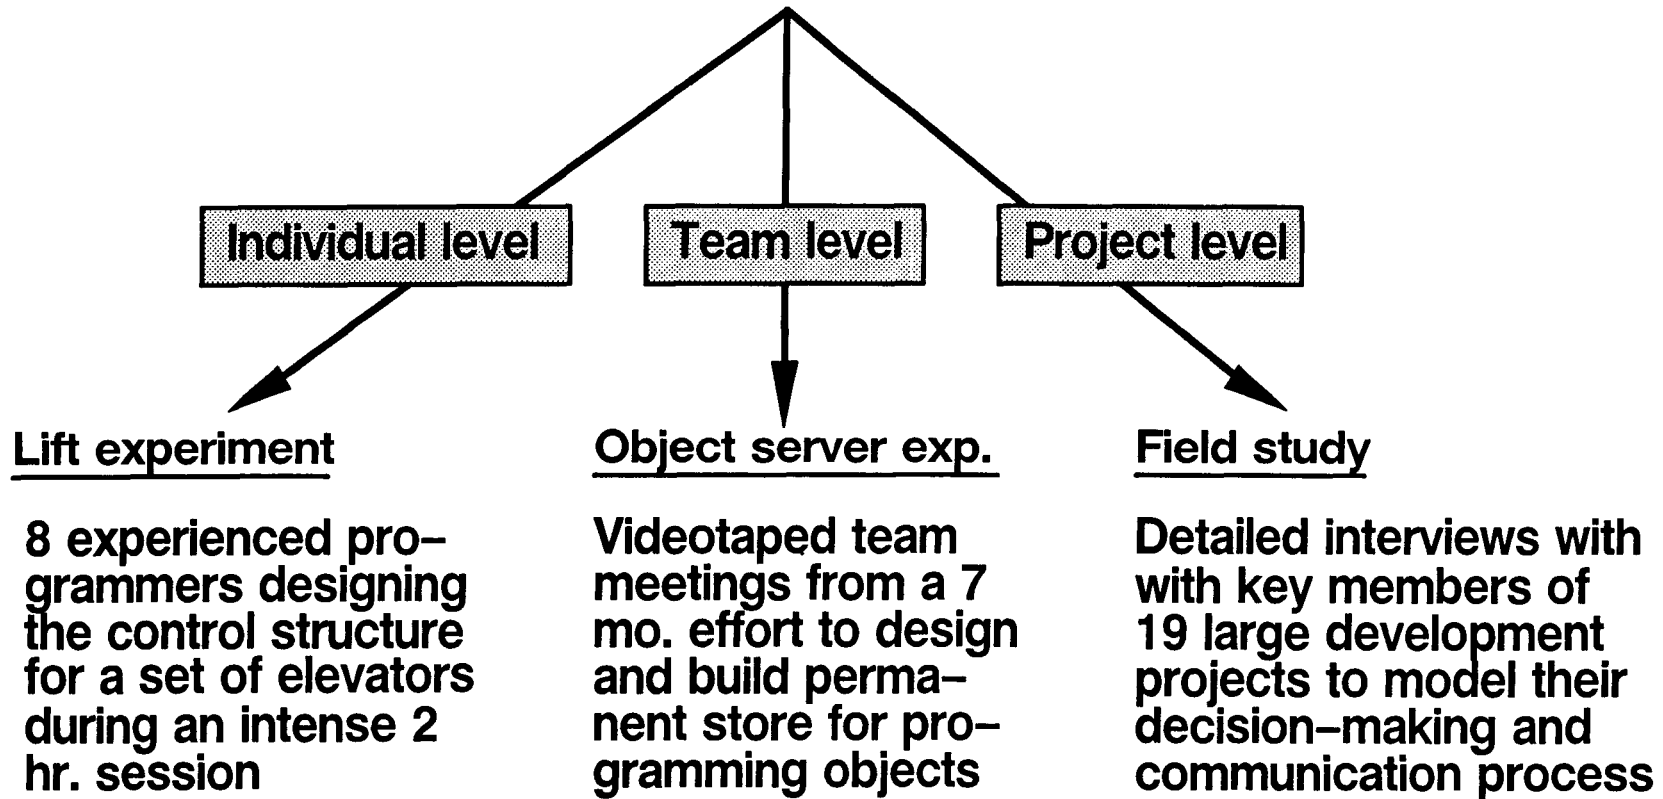 Individual level
Team level
Project level
Lift experiment
8 experienced pro–
grammers designing
the control structure
for a set of elevators
during an intense 2
hr. session
Object server exp.
Videotaped team
meetings from a 7
mo. effort to design
and build perma–
nent store for pro–
gramming objects
Field study
Detailed interviews with
with key members of
19 large development
projects to model their
decision–making and
communication process